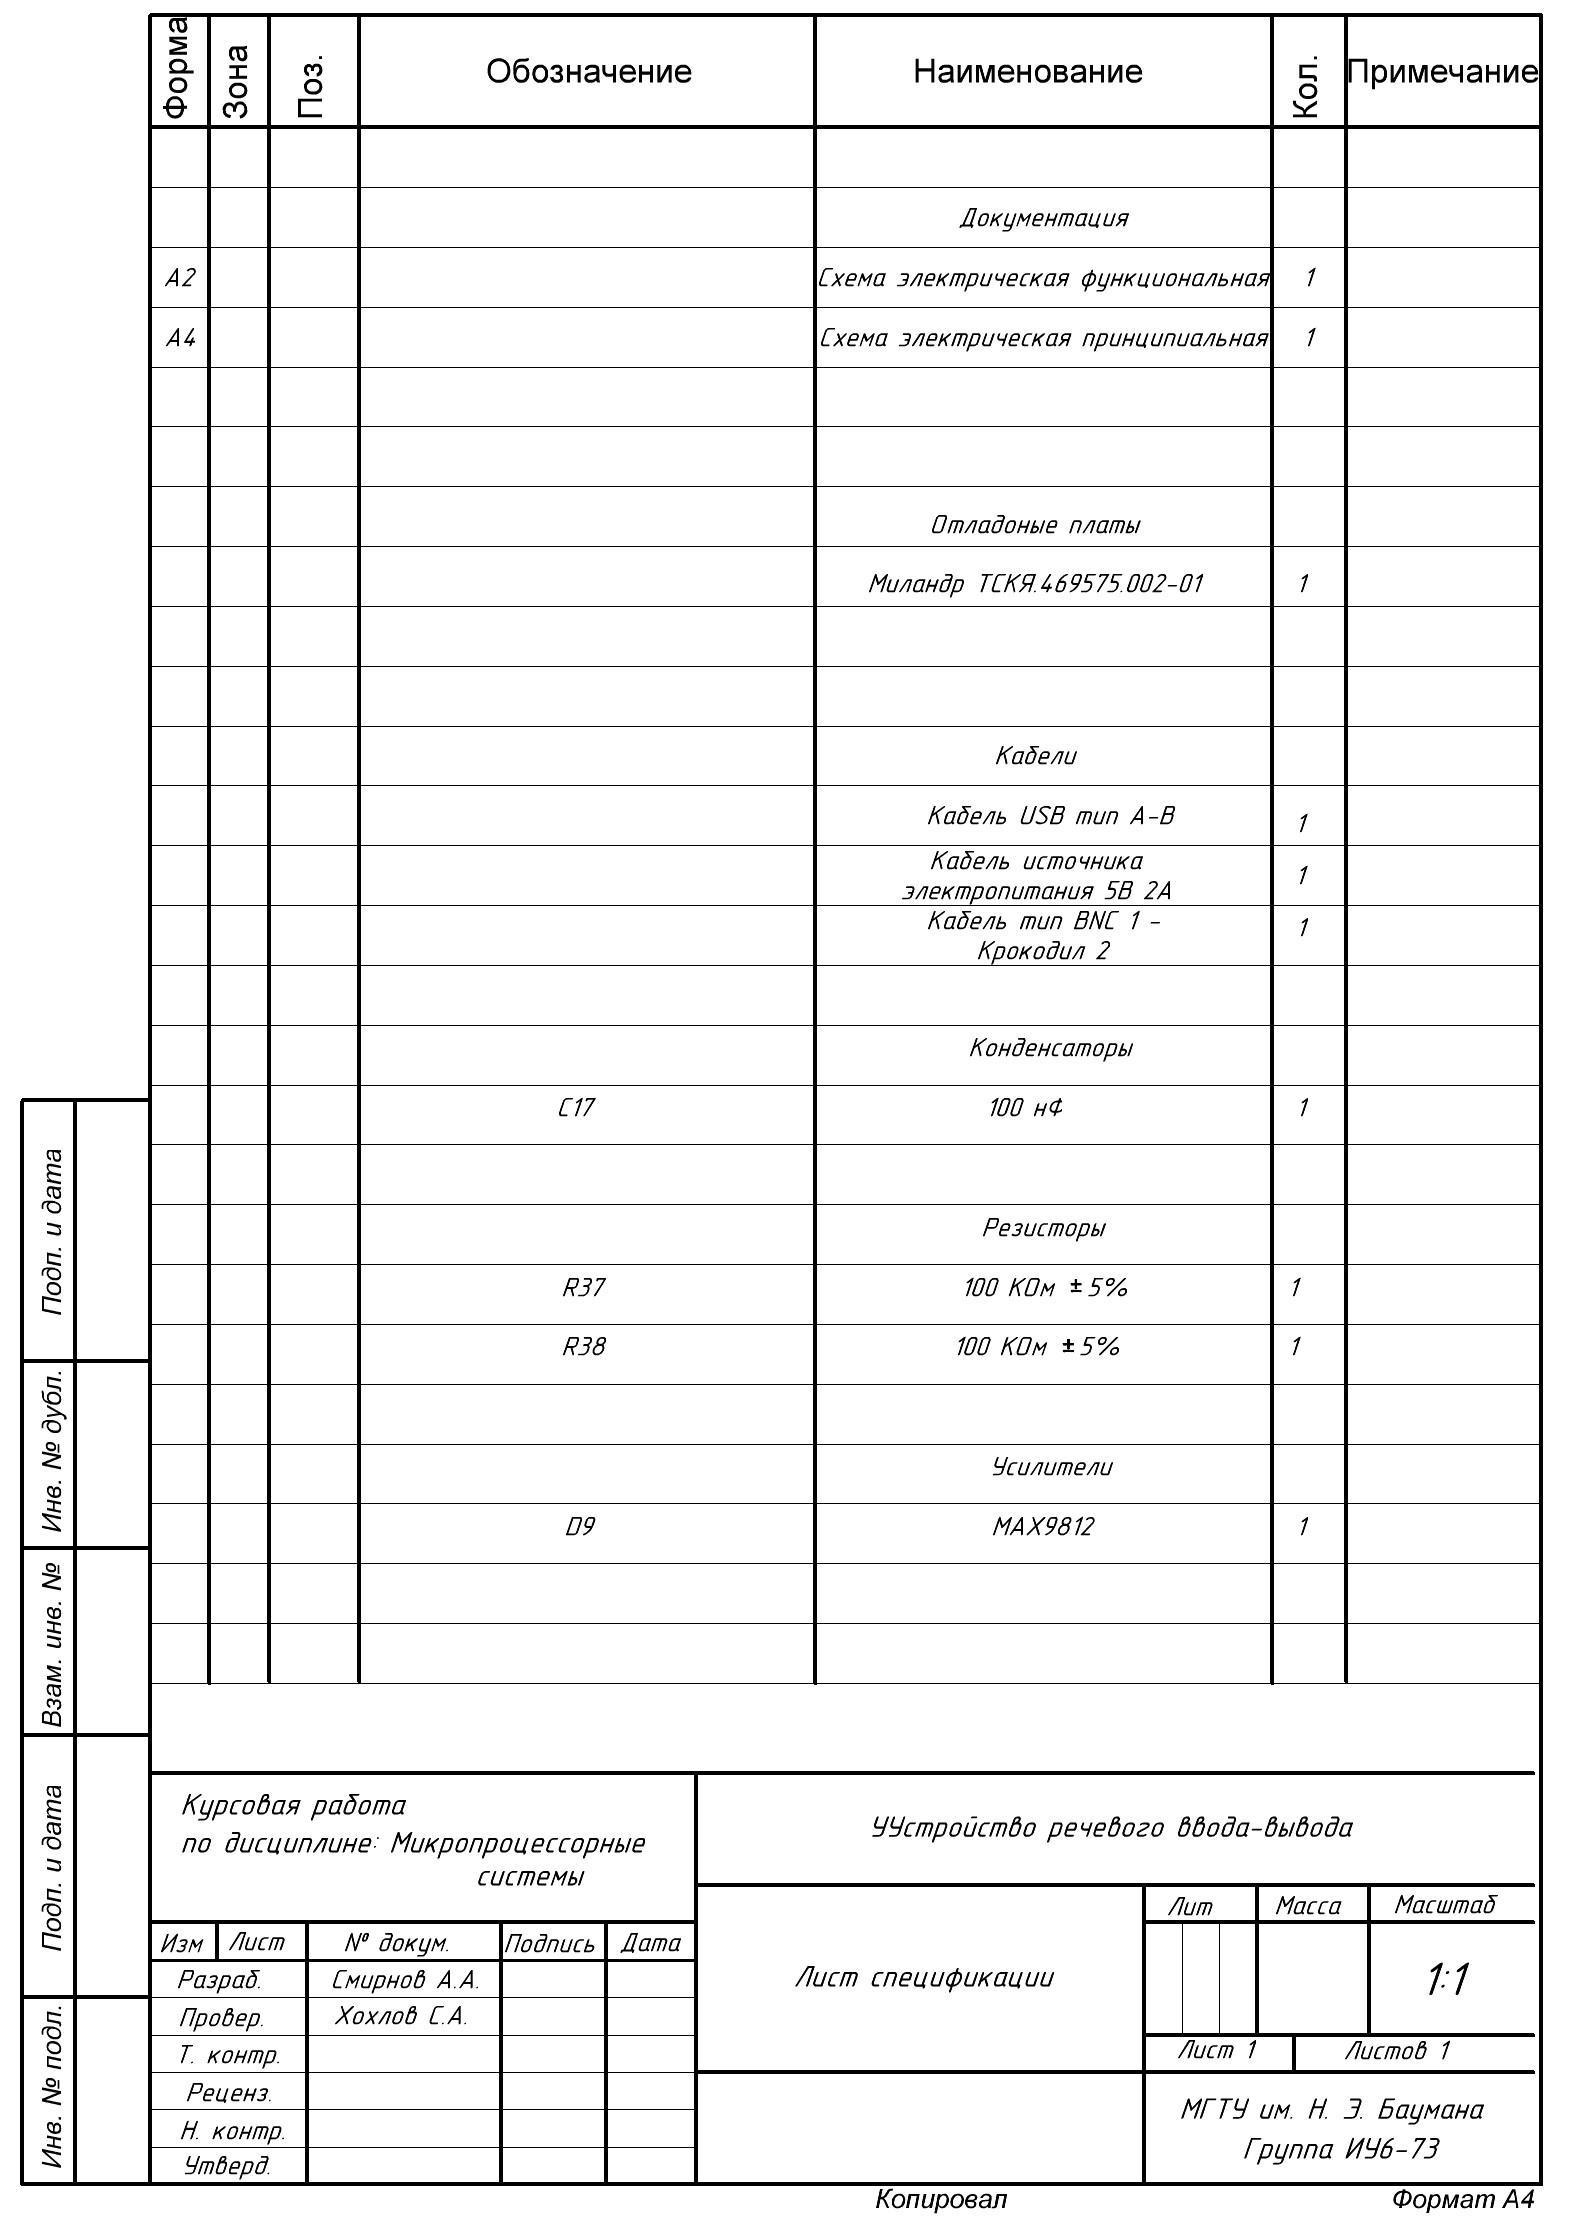 Форма Зона Поз. Обозначение Наименование Кол. Примечание
Документация
А2 Схема электрическая функциональная 1
А4 Схема электрическая принципиальная 1
Отладоные платы
Миландр ТСКЯ.469575.002-01 1
Кабели
Кабель USB тип А-В 1
Кабель источника
электропитания 5В 2А 1
Кабель тип BNC 1 -
Крокодил 2 1
Конденсаторы
С17 100 нФ 1
Резисторы
R37 100 КОм ±5% 1
R38 100 КОм ±5% 1
Усилители
D9 MAX9812 1
Подп. и дата
Инв. № дубл.
Взам. инв. №
Подп. и дата
Инв. № подл.
Курсовая работа
по дисциплине: Микропроцессорные
системы
УУстройство речевого ввода-вывода
Изм Лист № докум. Подпись Дата
Разраб. Смирнов А.А.
Провер. Хохлов С.А.
Т. контр.
Реценз.
Н. контр.
Утверд.
Лист спецификации
Лит Масса Масштаб
1:1
Лист 1 Листов 1
МГТУ им. Н. Э. Баумана
Группа ИУ6-73
Копировал Формат А4